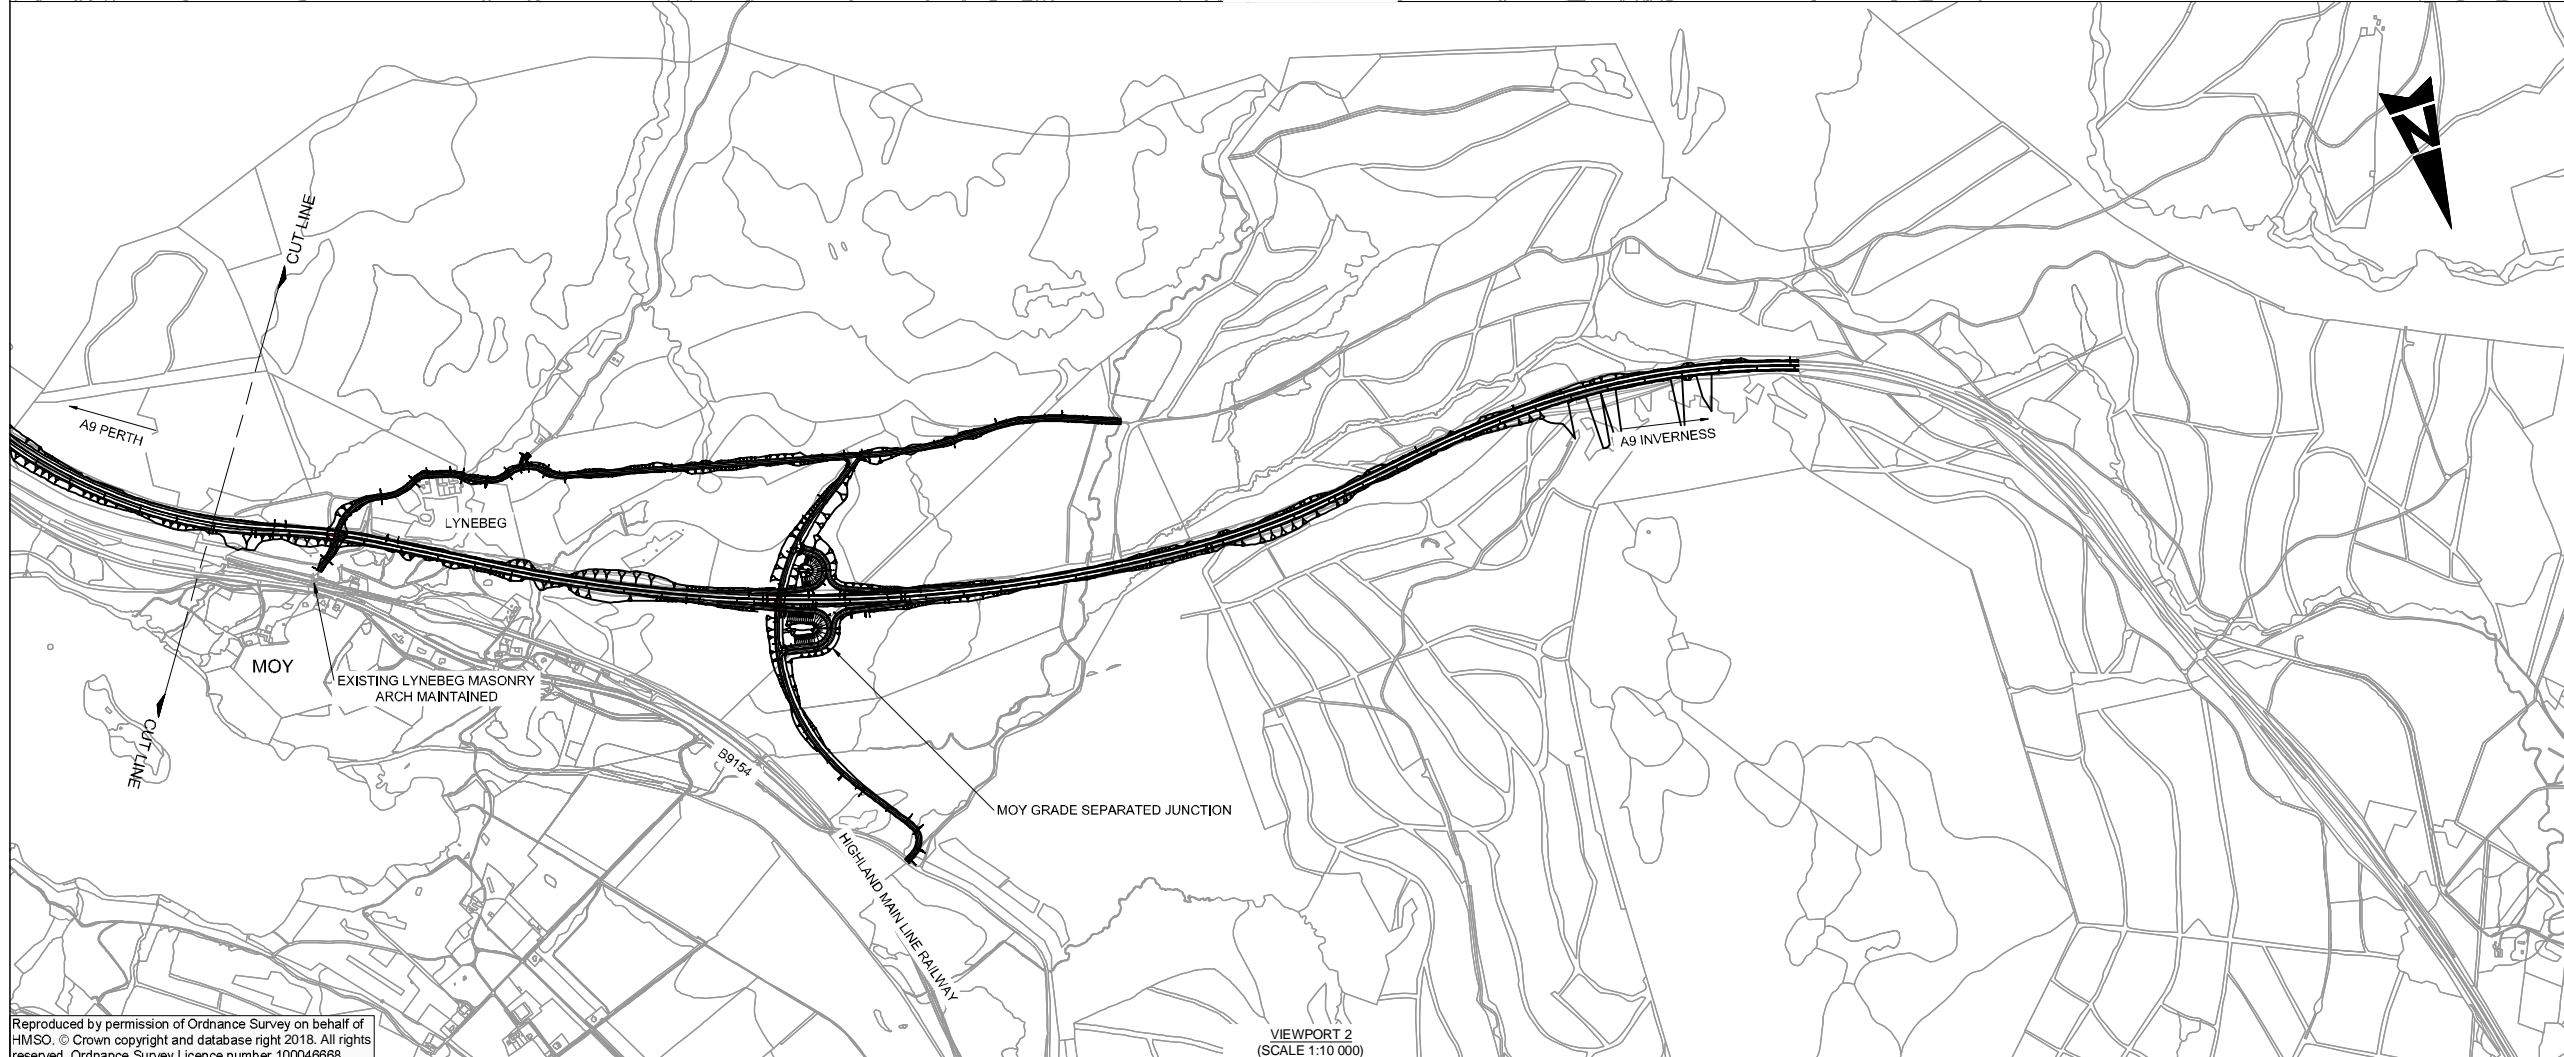 CUT LINE
N
A9 PERTH
A9 INVERNESS
LYNEBEG
MOY
EXISTING LYNEBEG MASONRY
ARCH MAINTAINED
CUT LINE
B9154
MOY GRADE SEPARATED JUNCTION
HIGHLAND MAIN LINE RAILWAY
Reproduced by permission of Ordnance Survey on behalf of
HMSO. © Crown copyright and database right 2018. All rights
reserved. Ordnance Survey Licence number 100046668
VIEWPORT 2
(SCALE 1:10 000)